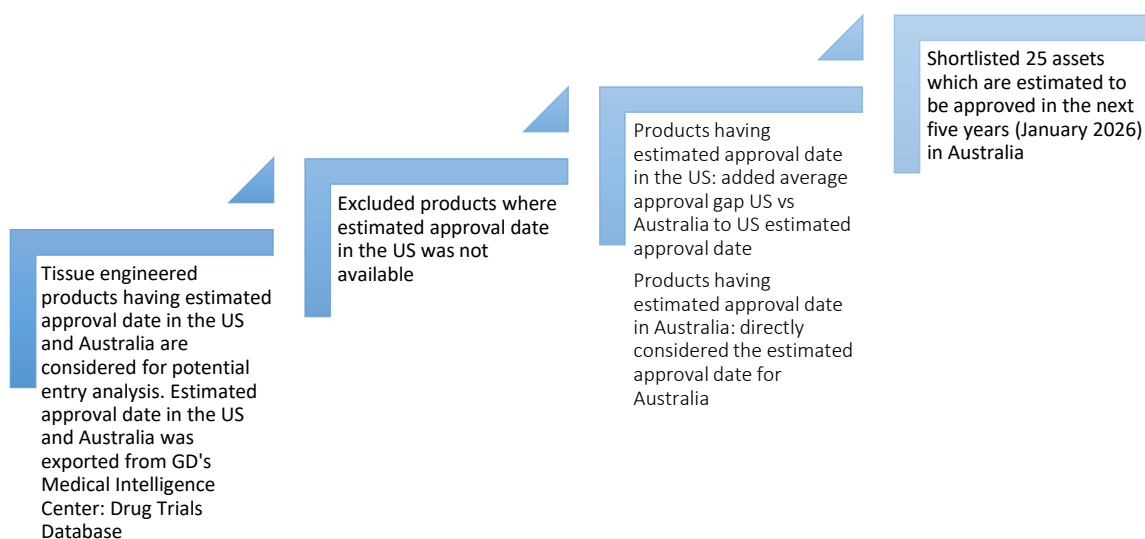 Tissue engineered
products having estimated
approval date in the US
and Australia are
considered for potential
entry analysis. Estimated
approval date in the US
and Australia was
exported from GD's
Medical Intelligence
Center: Drug Trials
Database
Excluded products where
estimated approval date
in the US was not
available
Products having
estimated approval date
in the US: added average
approval gap US vs
Australia to US estimated
approval date
Products having
estimated approval date
in Australia: directly
considered the estimated
approval date for
Australia
Shortlisted 25 assets
which are estimated to
be approved in the next
five years (January 2026)
in Australia